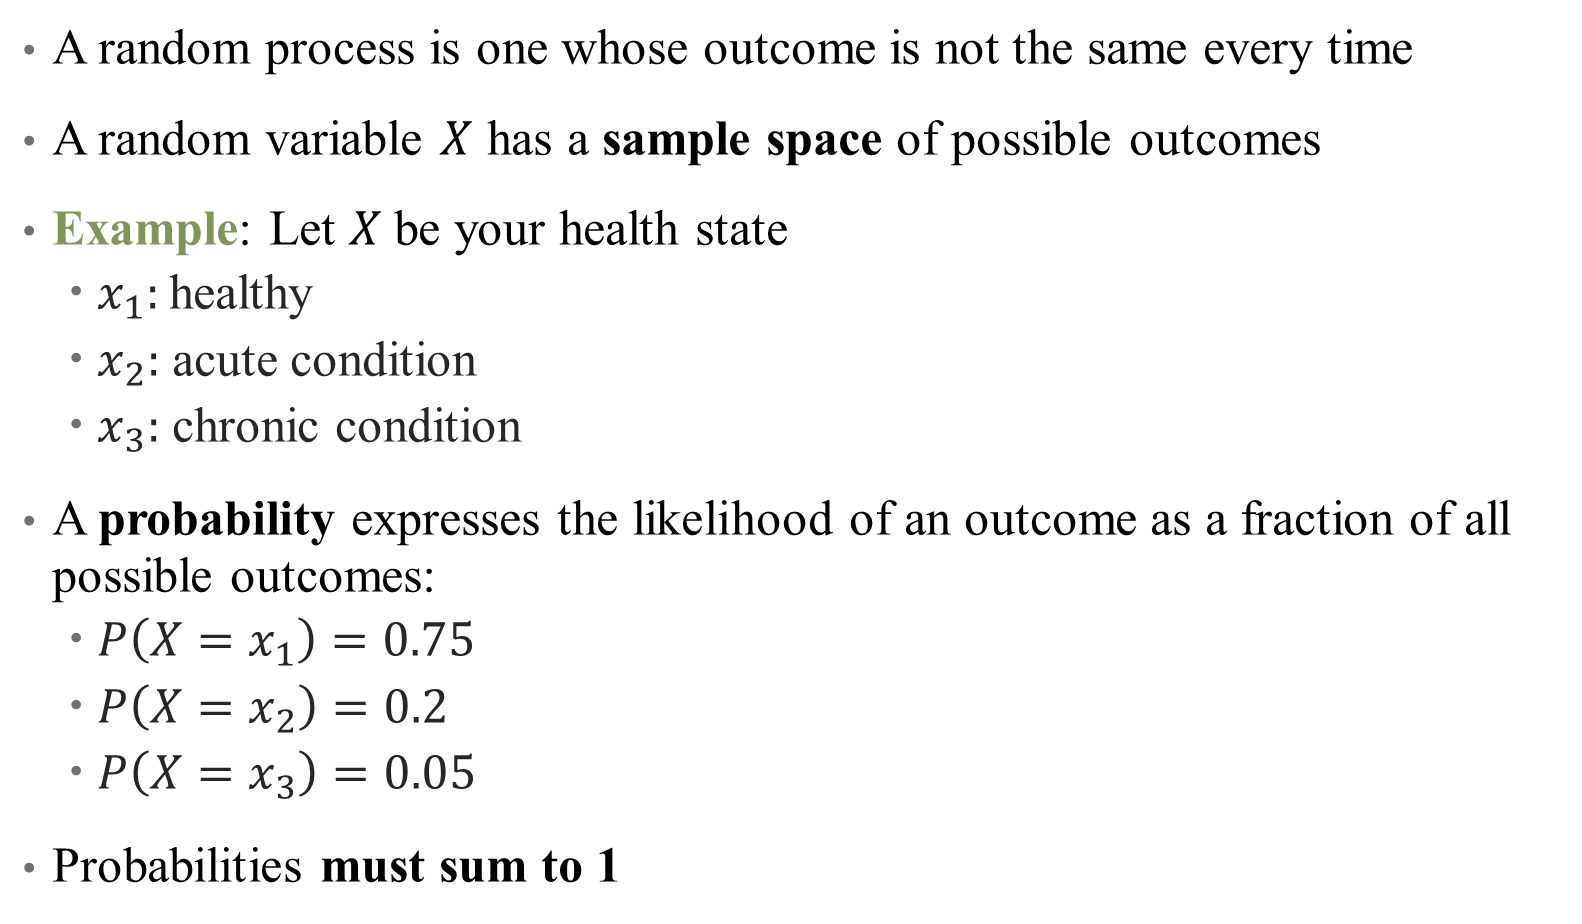 • A random process is one whose outcome is not the same every time
• A random variable X has a sample space of possible outcomes
• Example: Let X be your health state
• x₁: healthy
• x₂: acute condition
• x₃: chronic condition
• A probability expresses the likelihood of an outcome as a fraction of all
possible outcomes:
• P(X = x₁) = 0.75
• P(X = x₂) = 0.2
• P(X = x₃) = 0.05
• Probabilities must sum to 1